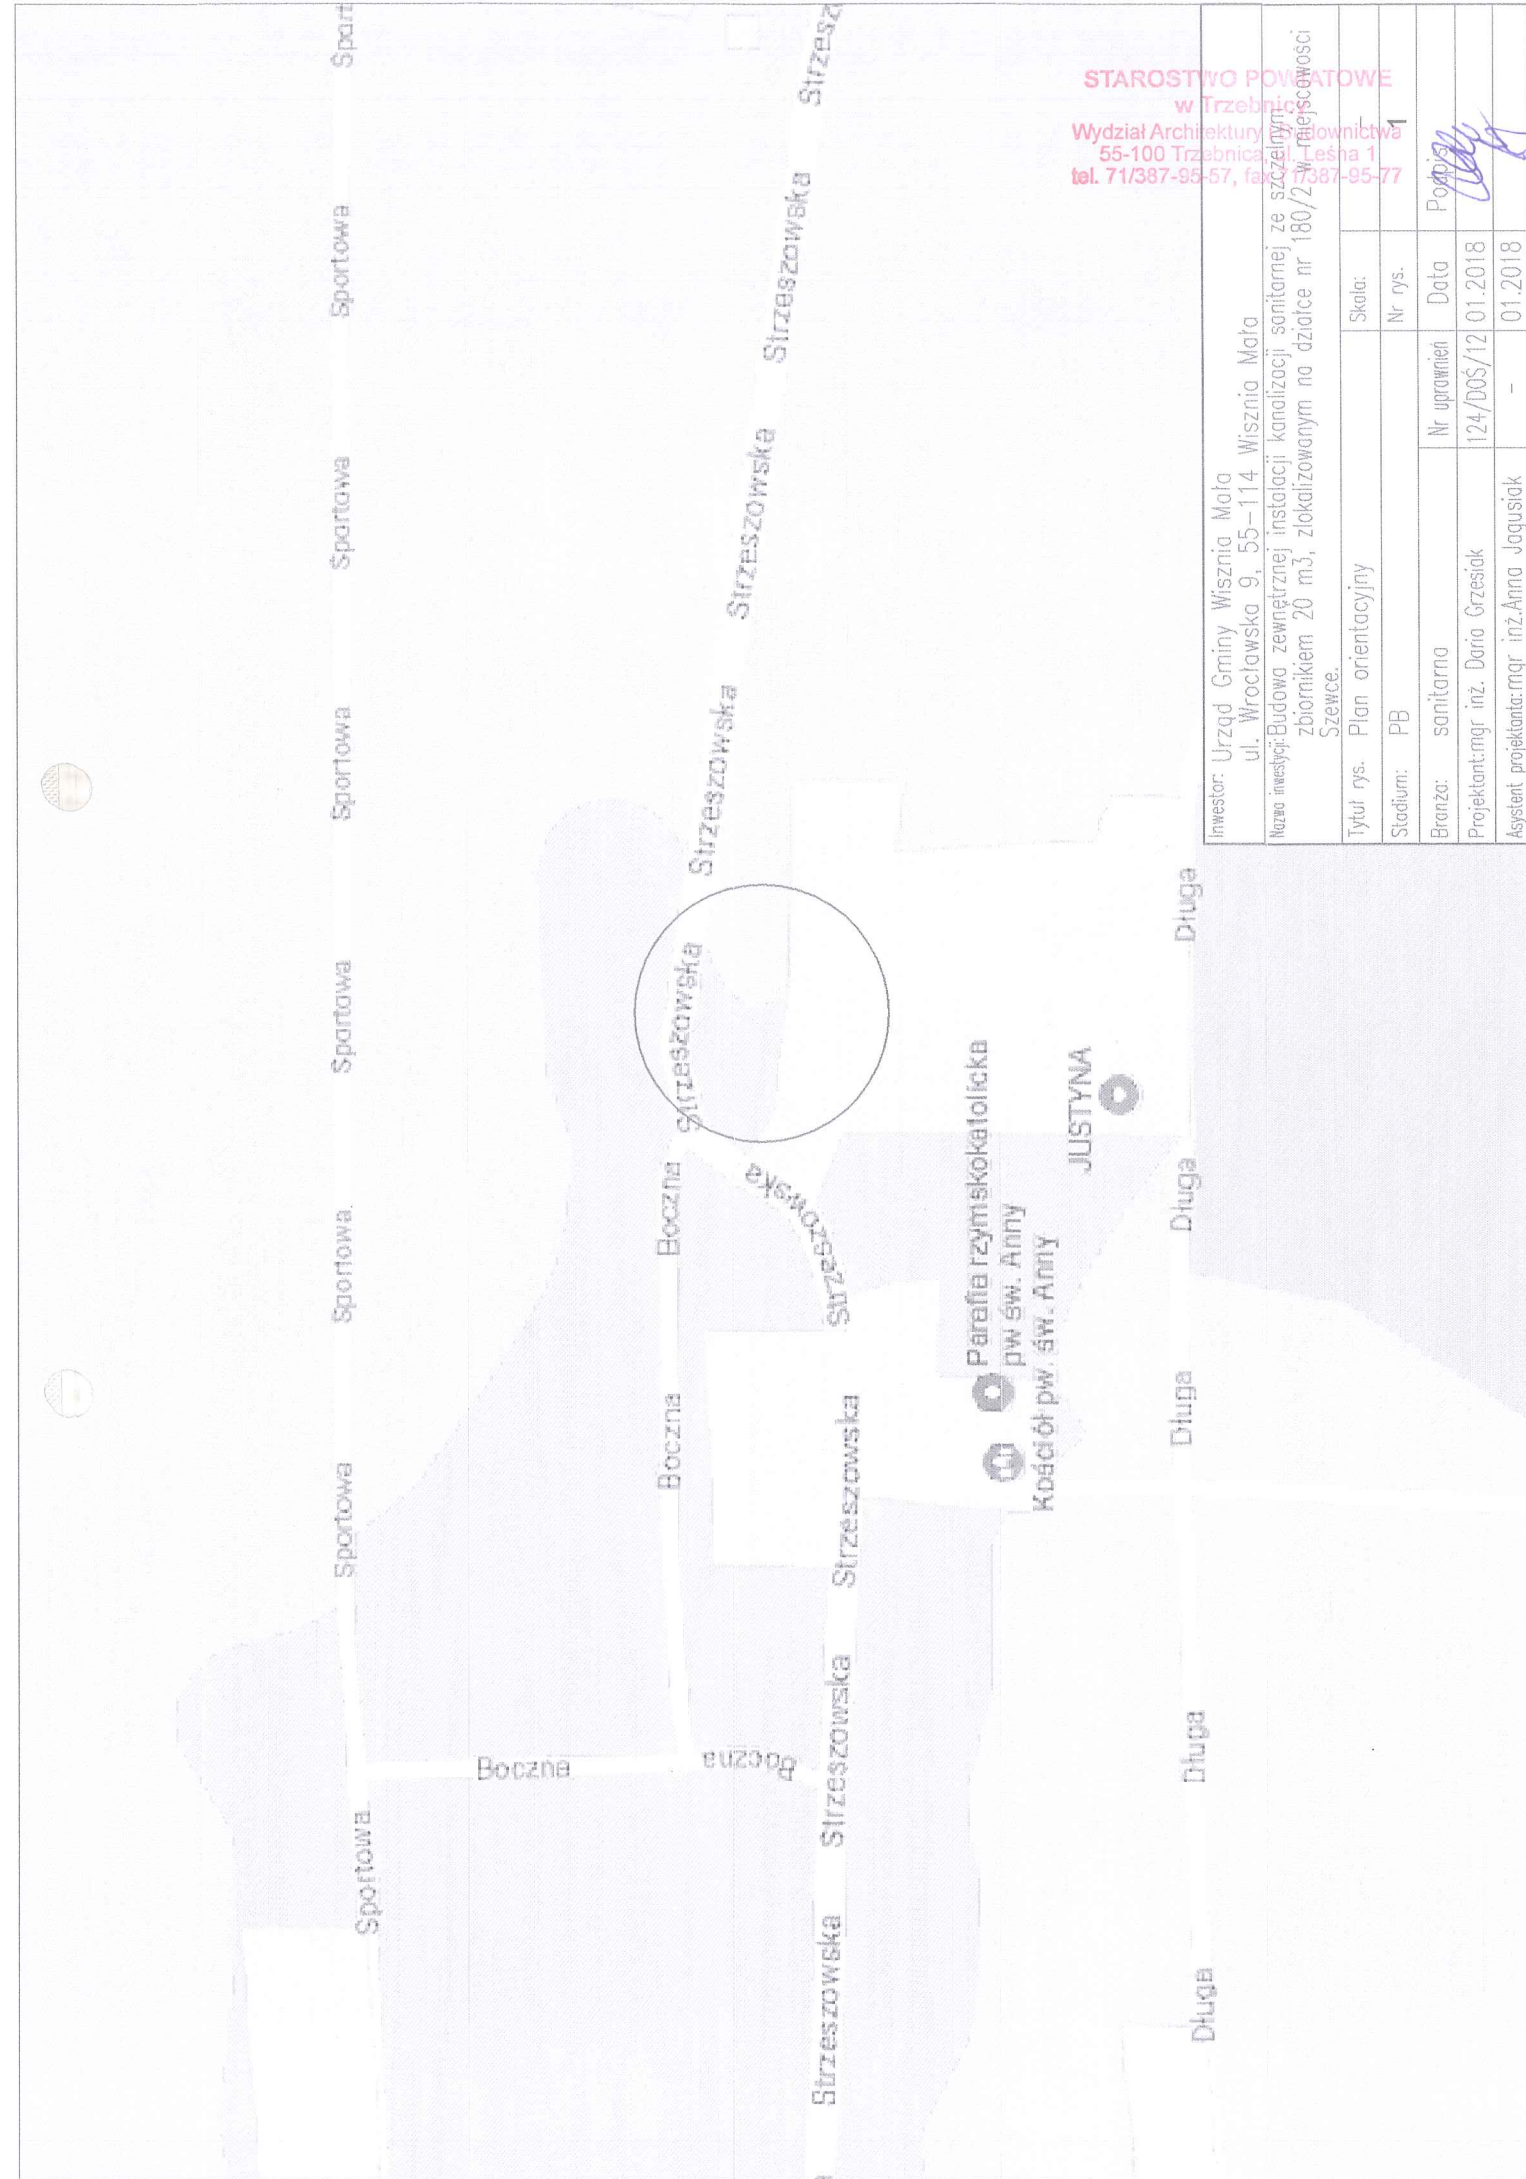 Sportowa
Sportowa
Sportowa
Sportowa
Sportowa
Sportowa
Sportowa
Sportowa
Sport
Boczna
Boczna
Boczna
Boczna
Strzeszowska
Strzeszowska
Strzeszowska
Strzeszowska
Strzeszowska
Strzeszowska
Strzeszowska
Strzeszowska
Strzeszowska
Strzesz
Parafia rzymskokatolicka
pw św. Anny
Kościół pw. św. Anny
JUSTYNA
Długa
Długa
Długa
Długa
Długa
STAROSTWO POWIATOWE
w Trzebnicy
Wydział Architektury i Budownictwa
55-100 Trzebnica, ul. Leśna 1
tel. 71/387-95-57, fax 71/387-95-77
Inwestor: Urząd Gminy Wisznia Mała
ul. Wrocławska 9, 55-114 Wisznia Mała
Nazwa inwestycji: Budowa zewnętrznej instalacji kanalizacji sanitarnej ze szczelnym
zbiornikiem 20 m3, zlokalizowanym na działce nr 180/2 w miejscowości
Szewce.
Tytuł rys. Plan orientacyjny Skala: -
Stadium: PB Nr rys. 1
Branża: sanitarna Nr uprawnień Data Podpis
Projektant: mgr inż. Daria Grzesiak 124/DOŚ/12 01.2018
Asystent projektanta: mgr inż. Anna Jagusiak - 01.2018